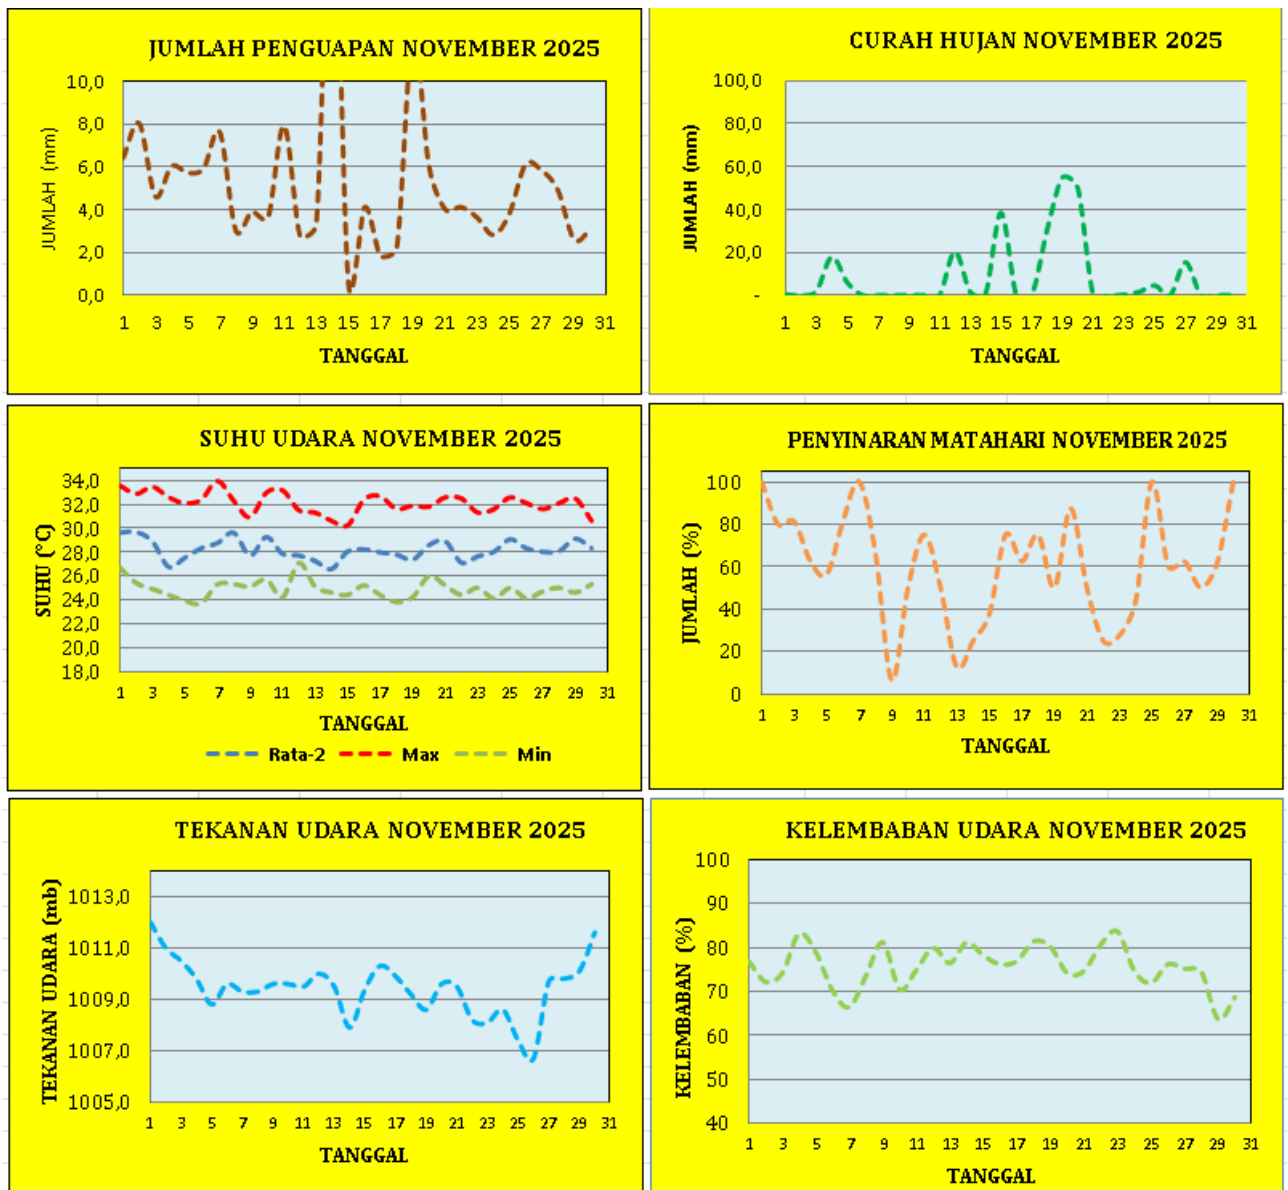 JUMLAH PENGUAPAN NOVEMBER 2025
JUMLAH (mm)
10,0
8,0
6,0
4,0
2,0
0,0
1 3 5 7 9 11 13 15 17 19 21 23 25 27 29 31
TANGGAL
CURAH HUJAN NOVEMBER 2025
JUMLAH (mm)
100,0
80,0
60,0
40,0
20,0
-
1 3 5 7 9 11 13 15 17 19 21 23 25 27 29 31
TANGGAL
SUHU UDARA NOVEMBER 2025
SUHU (°C)
34,0
32,0
30,0
28,0
26,0
24,0
22,0
20,0
18,0
1 3 5 7 9 11 13 15 17 19 21 23 25 27 29 31
TANGGAL
Rata-2 Max Min
PENYINARAN MATAHARI NOVEMBER 2025
JUMLAH (%)
100
80
60
40
20
0
1 3 5 7 9 11 13 15 17 19 21 23 25 27 29 31
TANGGAL
TEKANAN UDARA NOVEMBER 2025
TEKANAN UDARA (mb)
1013,0
1011,0
1009,0
1007,0
1005,0
1 3 5 7 9 11 13 15 17 19 21 23 25 27 29 31
TANGGAL
KELEMBABAN UDARA NOVEMBER 2025
KELEMBABAN (%)
100
90
80
70
60
50
40
1 3 5 7 9 11 13 15 17 19 21 23 25 27 29 31
TANGGAL